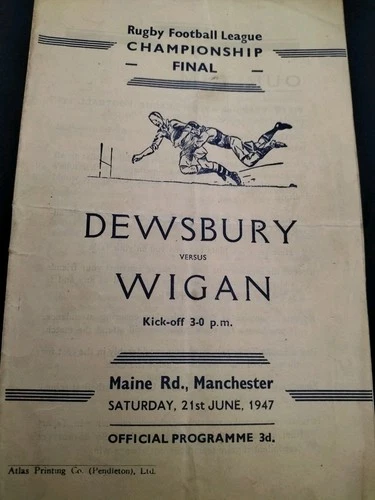 Rugby Football League
CHAMPIONSHIP
— FINAL —
DEWSBURY
VERSUS
WIGAN
Kick-off 3-0 p.m.
Maine Rd., Manchester
SATURDAY, 21st JUNE, 1947
OFFICIAL PROGRAMME 3d.
Atlas Printing Co. (Pendleton), Ltd.